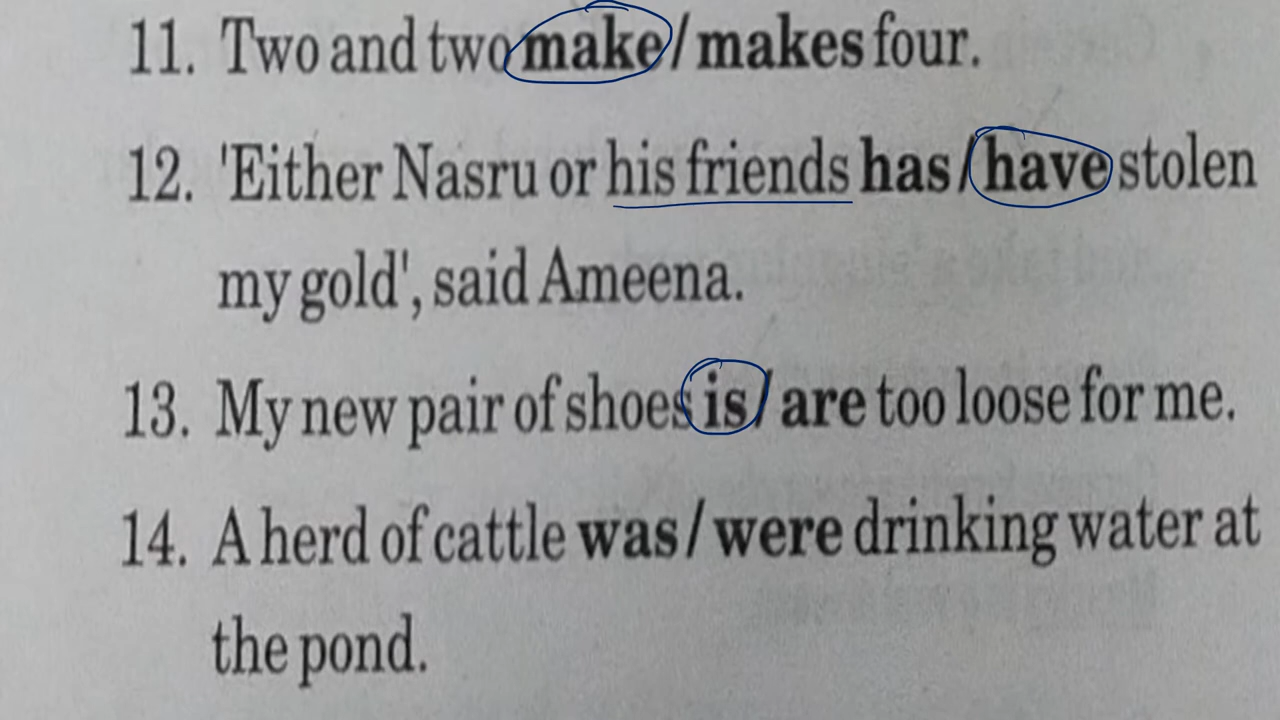 11. Two and two make / makes four.
12. 'Either Nasru or his friends has / have stolen
my gold', said Ameena.
13. My new pair of shoes is / are too loose for me.
14. A herd of cattle was / were drinking water at
the pond.